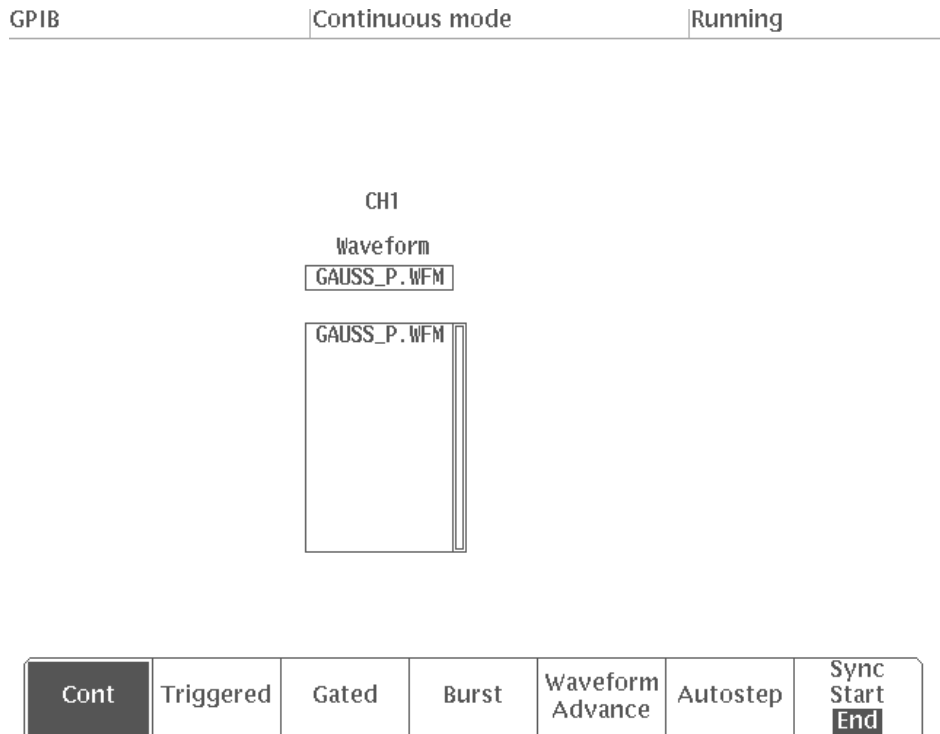 GPIB Continuous mode Running
CH1
Waveform
GAUSS_P.WFM
GAUSS_P.WFM
Cont
Triggered
Gated
Burst
Waveform
Advance
Autostep
Sync
Start
End